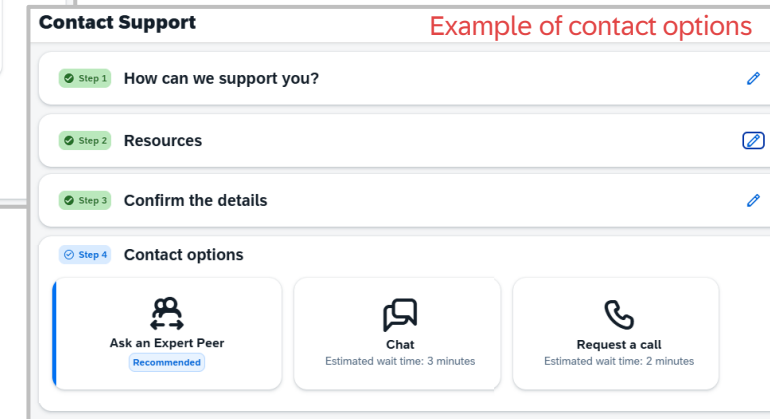 Contact Support
Example of contact options
Step 1 How can we support you?
Step 2 Resources
Step 3 Confirm the details
Step 4 Contact options
Ask an Expert Peer
Recommended
Chat
Estimated wait time: 3 minutes
Request a call
Estimated wait time: 2 minutes